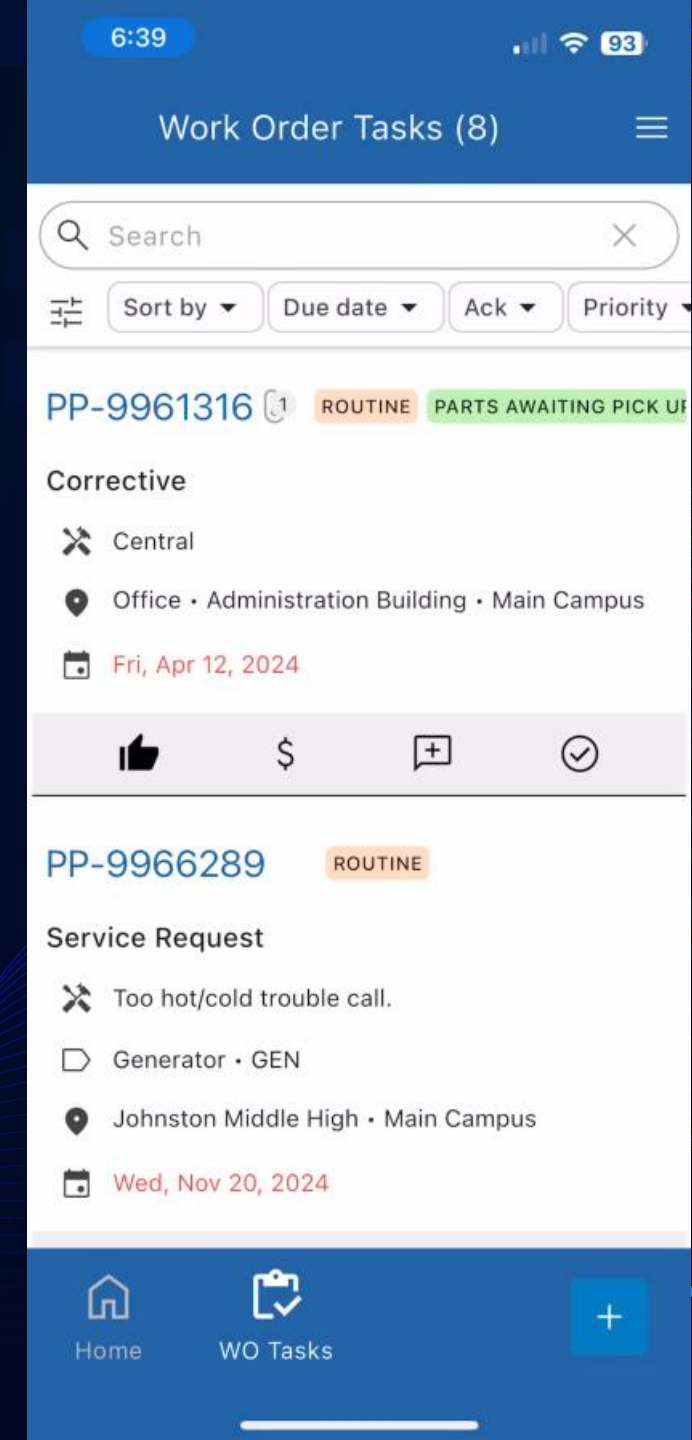 6:39 93
Work Order Tasks (8)
Search
Sort by Due date Ack Priority
PP-9961316 1 ROUTINE PARTS AWAITING PICK UP
Corrective
Central
Office • Administration Building • Main Campus
Fri, Apr 12, 2024
$
PP-9966289 ROUTINE
Service Request
Too hot/cold trouble call.
Generator • GEN
Johnston Middle High • Main Campus
Wed, Nov 20, 2024
Home WO Tasks